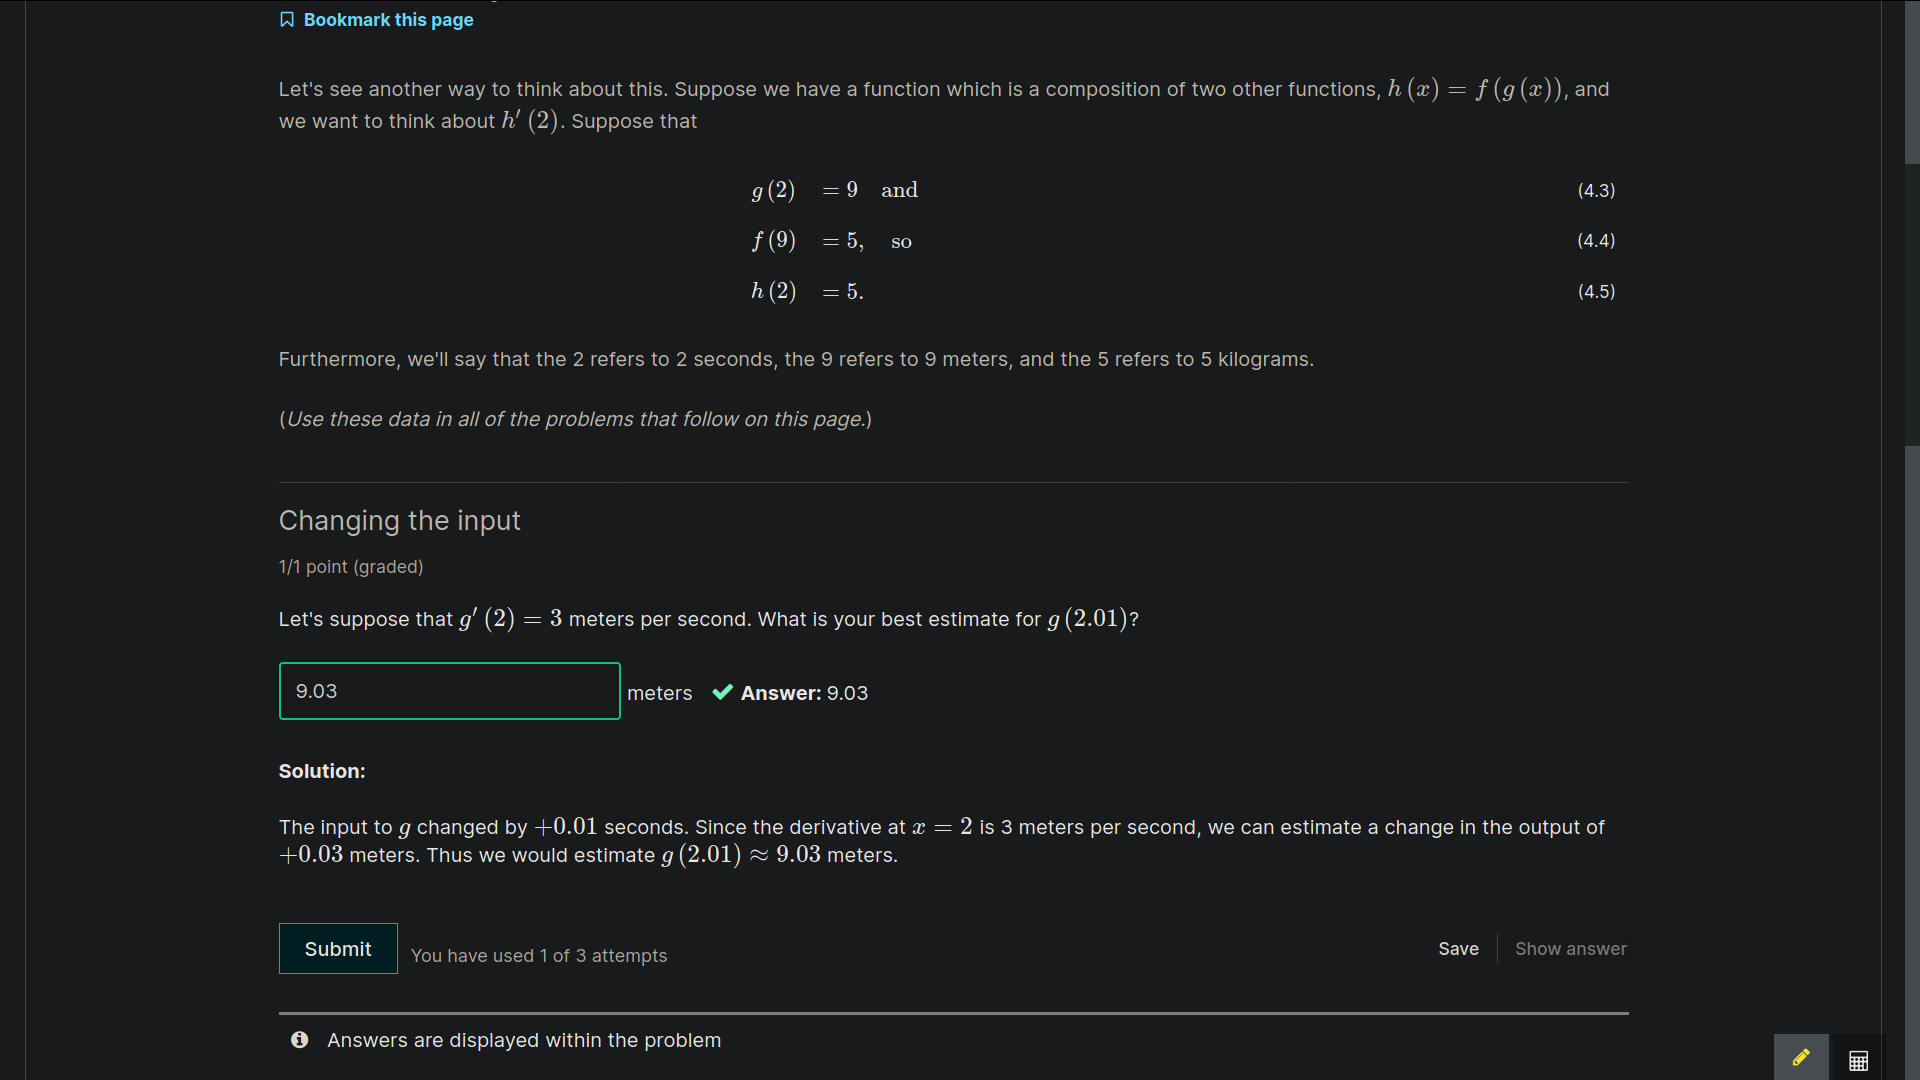 Bookmark this page
Let's see another way to think about this. Suppose we have a function which is a composition of two other functions, h (x) = f (g (x)), and
we want to think about h′ (2). Suppose that
g (2) = 9 and (4.3)
f (9) = 5, so (4.4)
h (2) = 5. (4.5)
Furthermore, we'll say that the 2 refers to 2 seconds, the 9 refers to 9 meters, and the 5 refers to 5 kilograms.
(Use these data in all of the problems that follow on this page.)
Changing the input
1/1 point (graded)
Let's suppose that g′ (2) = 3 meters per second. What is your best estimate for g (2.01)?
9.03 meters Answer: 9.03
Solution:
The input to g changed by +0.01 seconds. Since the derivative at x = 2 is 3 meters per second, we can estimate a change in the output of
+0.03 meters. Thus we would estimate g (2.01) ≈ 9.03 meters.
Submit You have used 1 of 3 attempts Save Show answer
Answers are displayed within the problem